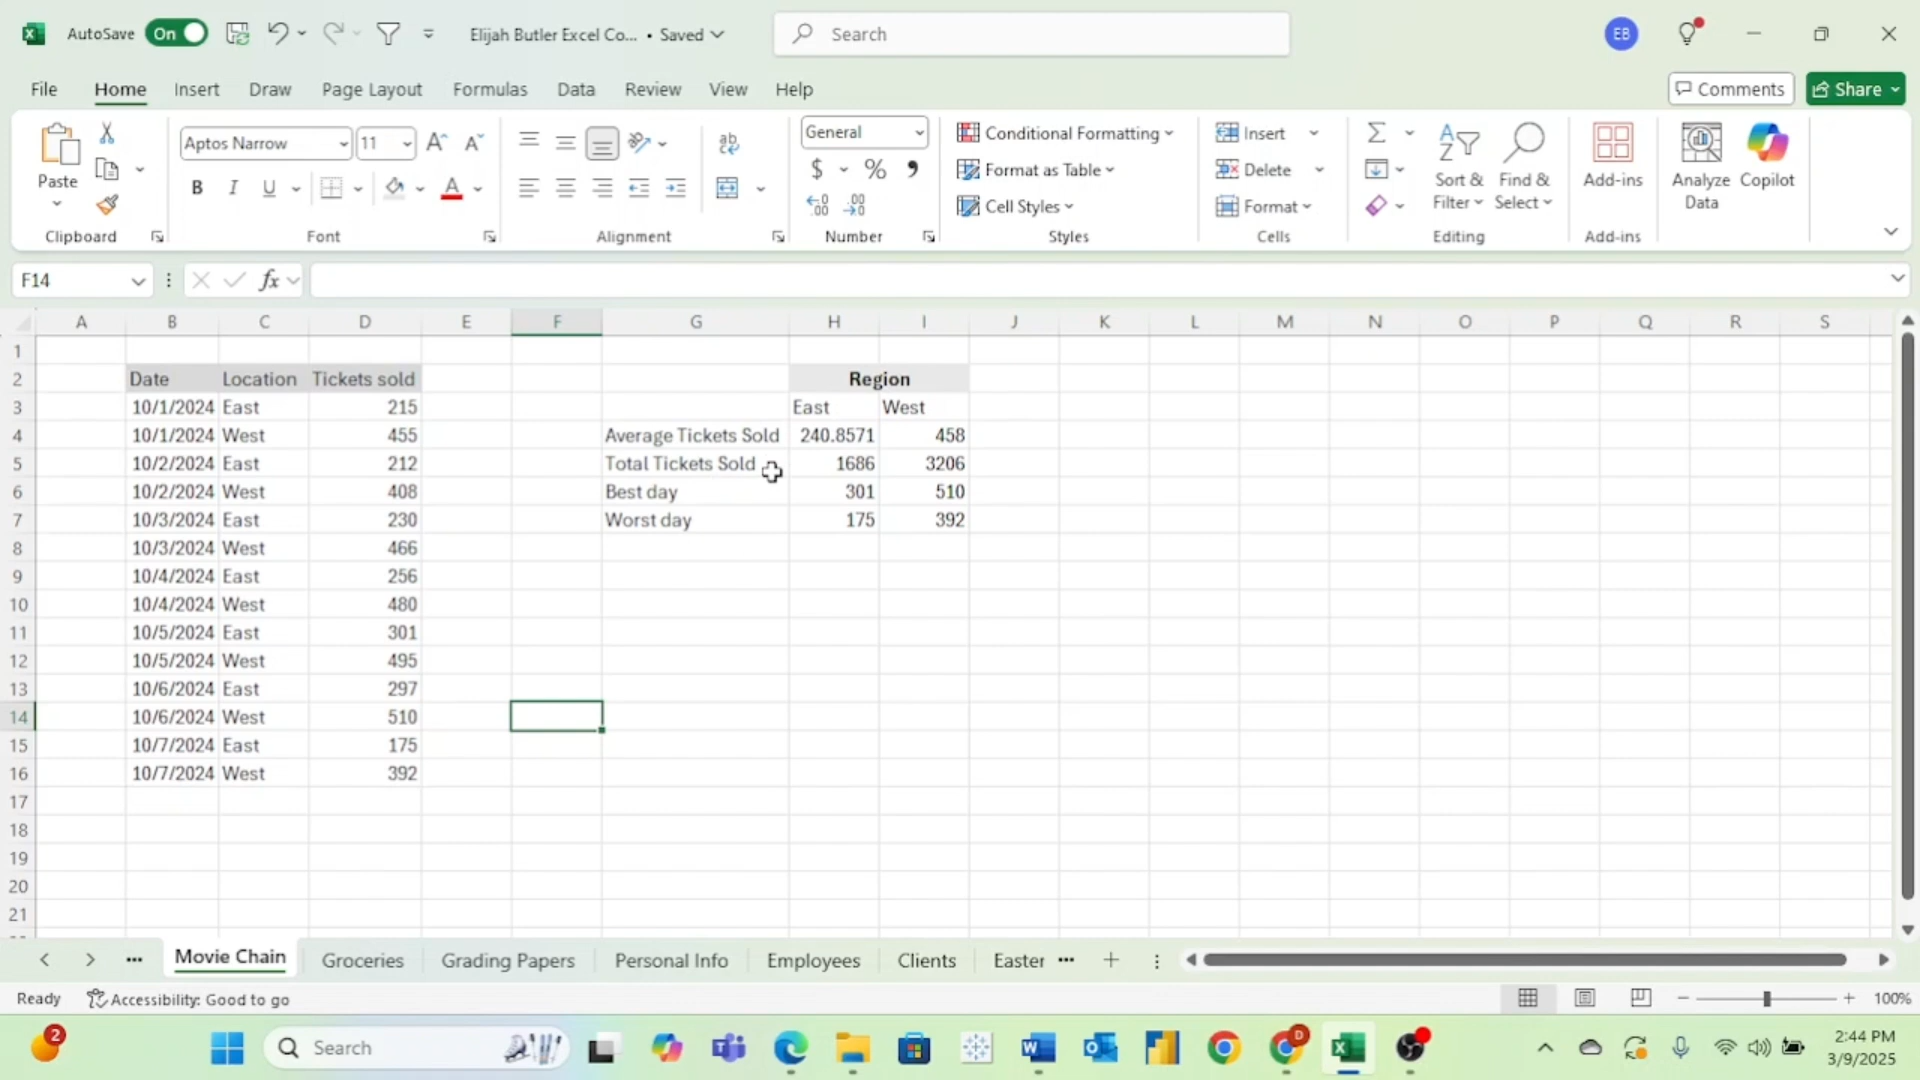 AutoSave On Elijah Butler Excel Co... • Saved Search EB
File Home Insert Draw Page Layout Formulas Data Review View Help Comments Share
Paste
Clipboard
Aptos Narrow 11
B I U
Font
ab
Alignment
General
$ % 9
Number
Conditional Formatting
Format as Table
Cell Styles
Styles
Insert
Delete
Format
Cells
Sort & Filter
Find & Select
Editing
Add-ins
Add-ins
Analyze Data
Copilot
F14 fx
A B C D E F G H I J K L M N O P Q R S
1
2 Date Location Tickets sold Region
3 10/1/2024 East 215 East West
4 10/1/2024 West 455 Average Tickets Sold 240.8571 458
5 10/2/2024 East 212 Total Tickets Sold 1686 3206
6 10/2/2024 West 408 Best day 301 510
7 10/3/2024 East 230 Worst day 175 392
8 10/3/2024 West 466
9 10/4/2024 East 256
10 10/4/2024 West 480
11 10/5/2024 East 301
12 10/5/2024 West 495
13 10/6/2024 East 297
14 10/6/2024 West 510
15 10/7/2024 East 175
16 10/7/2024 West 392
17
18
19
20
21
Movie Chain Groceries Grading Papers Personal Info Employees Clients Easter
Ready Accessibility: Good to go 100%
2 Search 2:44 PM
3/9/2025